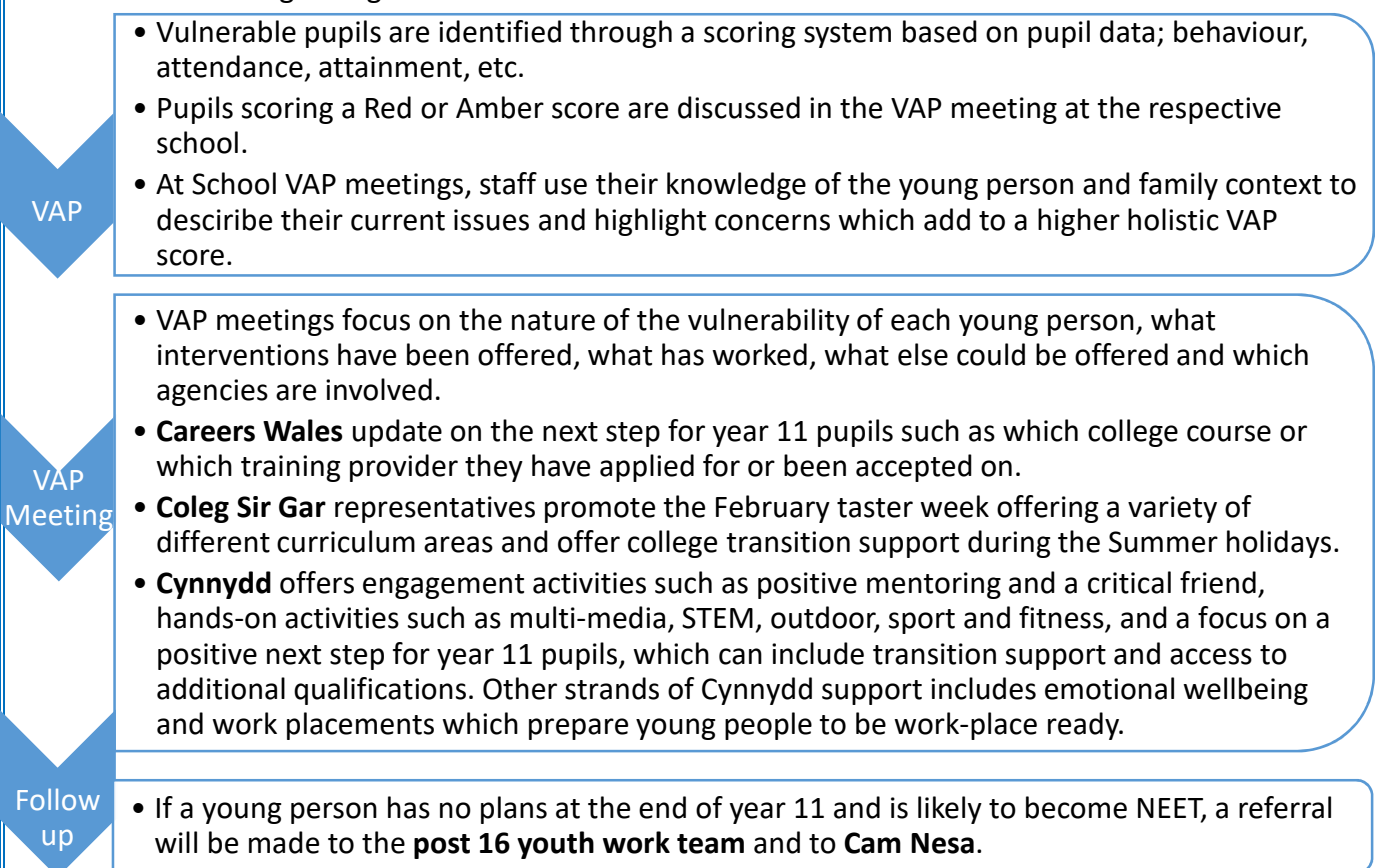 • Vulnerable pupils are identified through a scoring system based on pupil data; behaviour,
attendance, attainment, etc.
• Pupils scoring a Red or Amber score are discussed in the VAP meeting at the respective
school.
• At School VAP meetings, staff use their knowledge of the young person and family context to
desciribe their current issues and highlight concerns which add to a higher holistic VAP
score.
VAP
• VAP meetings focus on the nature of the vulnerability of each young person, what
interventions have been offered, what has worked, what else could be offered and which
agencies are involved.
• Careers Wales update on the next step for year 11 pupils such as which college course or
which training provider they have applied for or been accepted on.
• Coleg Sir Gar representatives promote the February taster week offering a variety of
different curriculum areas and offer college transition support during the Summer holidays.
• Cynnydd offers engagement activities such as positive mentoring and a critical friend,
hands-on activities such as multi-media, STEM, outdoor, sport and fitness, and a focus on a
positive next step for year 11 pupils, which can include transition support and access to
additional qualifications. Other strands of Cynnydd support includes emotional wellbeing
and work placements which prepare young people to be work-place ready.
VAP
Meeting
• If a young person has no plans at the end of year 11 and is likely to become NEET, a referral
will be made to the post 16 youth work team and to Cam Nesa.
Follow
up